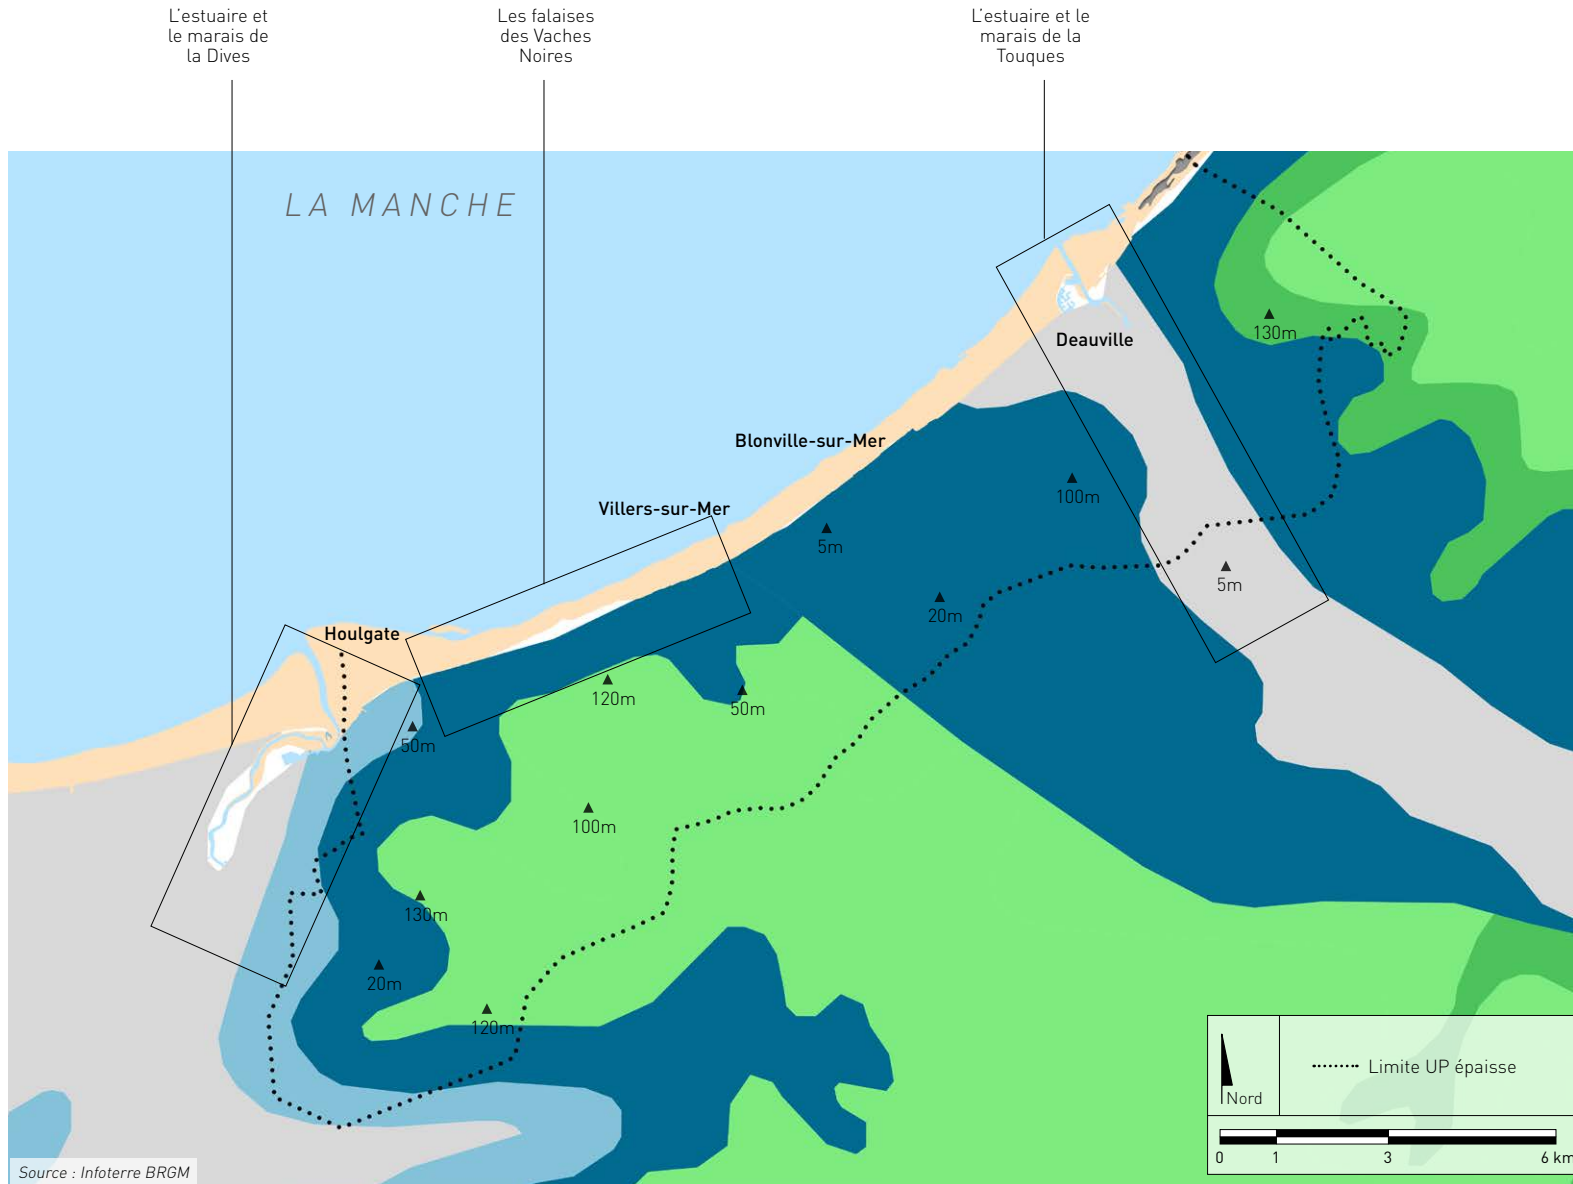 L'estuaire et
le marais de
la Dives
Les falaises
des Vaches
Noires
L'estuaire et le
marais de la
Touques
LA MANCHE
130m
Deauville
Blonville-sur-Mer
100m
Villers-sur-Mer
5m
5m
20m
Houlgate
120m
50m
50m
100m
130m
20m
120m
Limite UP épaisse
Nord
0 1 3 6 km
Source : Infoterre BRGM